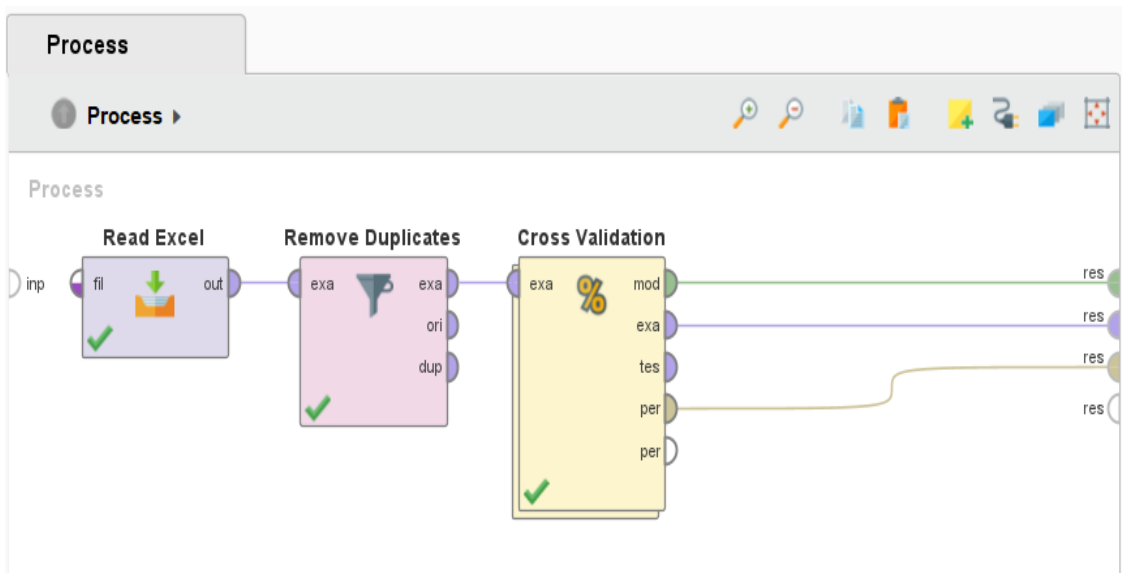 Process
Process
Process
Read Excel
Remove Duplicates
Cross Validation
inp
fil
out
exa
exa
ori
dup
exa
%
mod
exa
tes
per
per
res
res
res
res